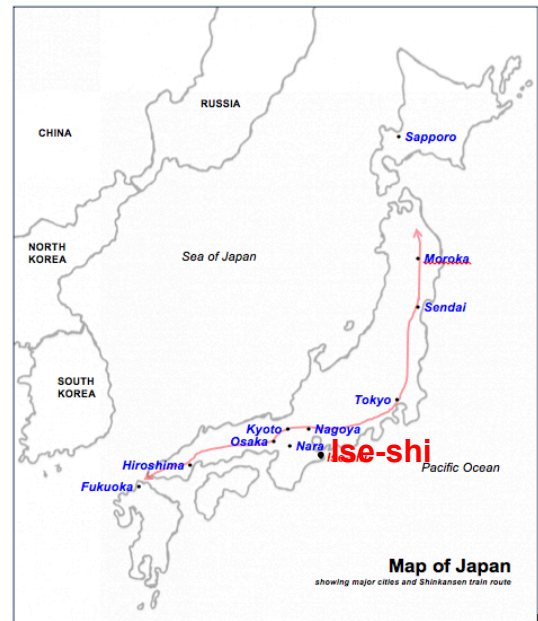 RUSSIA
CHINA
Sapporo
NORTH
KOREA
Sea of Japan
Moroka
Sendai
SOUTH
KOREA
Tokyo
Kyoto
Nagoya
Osaka
Nara
Ise-shi
Hiroshima
Pacific Ocean
Fukuoka
Map of Japan
showing major cities and Shinkansen train route